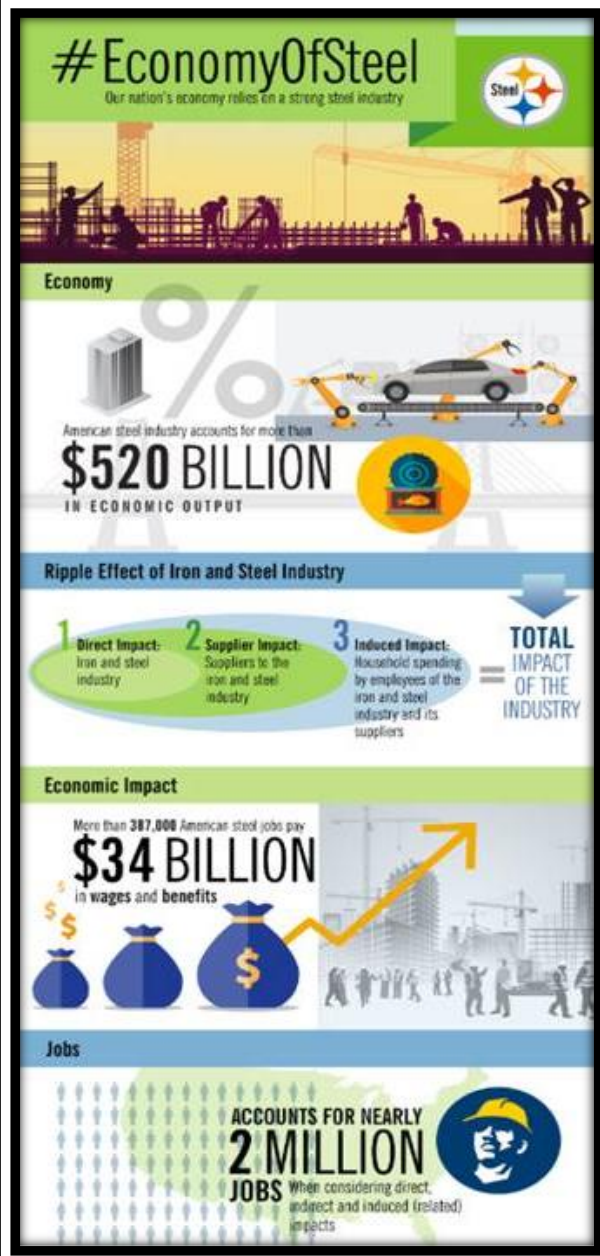 #EconomyOfSteel
Our nation's economy relies on a strong steel industry
Steel
Economy
American steel industry accounts for more than
$520 BILLION
IN ECONOMIC OUTPUT
Ripple Effect of Iron and Steel Industry
1 Direct Impact:
Iron and steel
industry
2 Supplier Impact:
Suppliers to the
iron and steel
industry
3 Induced Impact:
Household spending
by employees of the
iron and steel
industry and its
suppliers
=
TOTAL
IMPACT
OF THE
INDUSTRY
Economic Impact
More than 387,000 American steel jobs pay
$34 BILLION
in wages and benefits
$
$
$
$
Jobs
ACCOUNTS FOR NEARLY
2 MILLION
JOBS When considering direct,
indirect and induced (related)
impacts